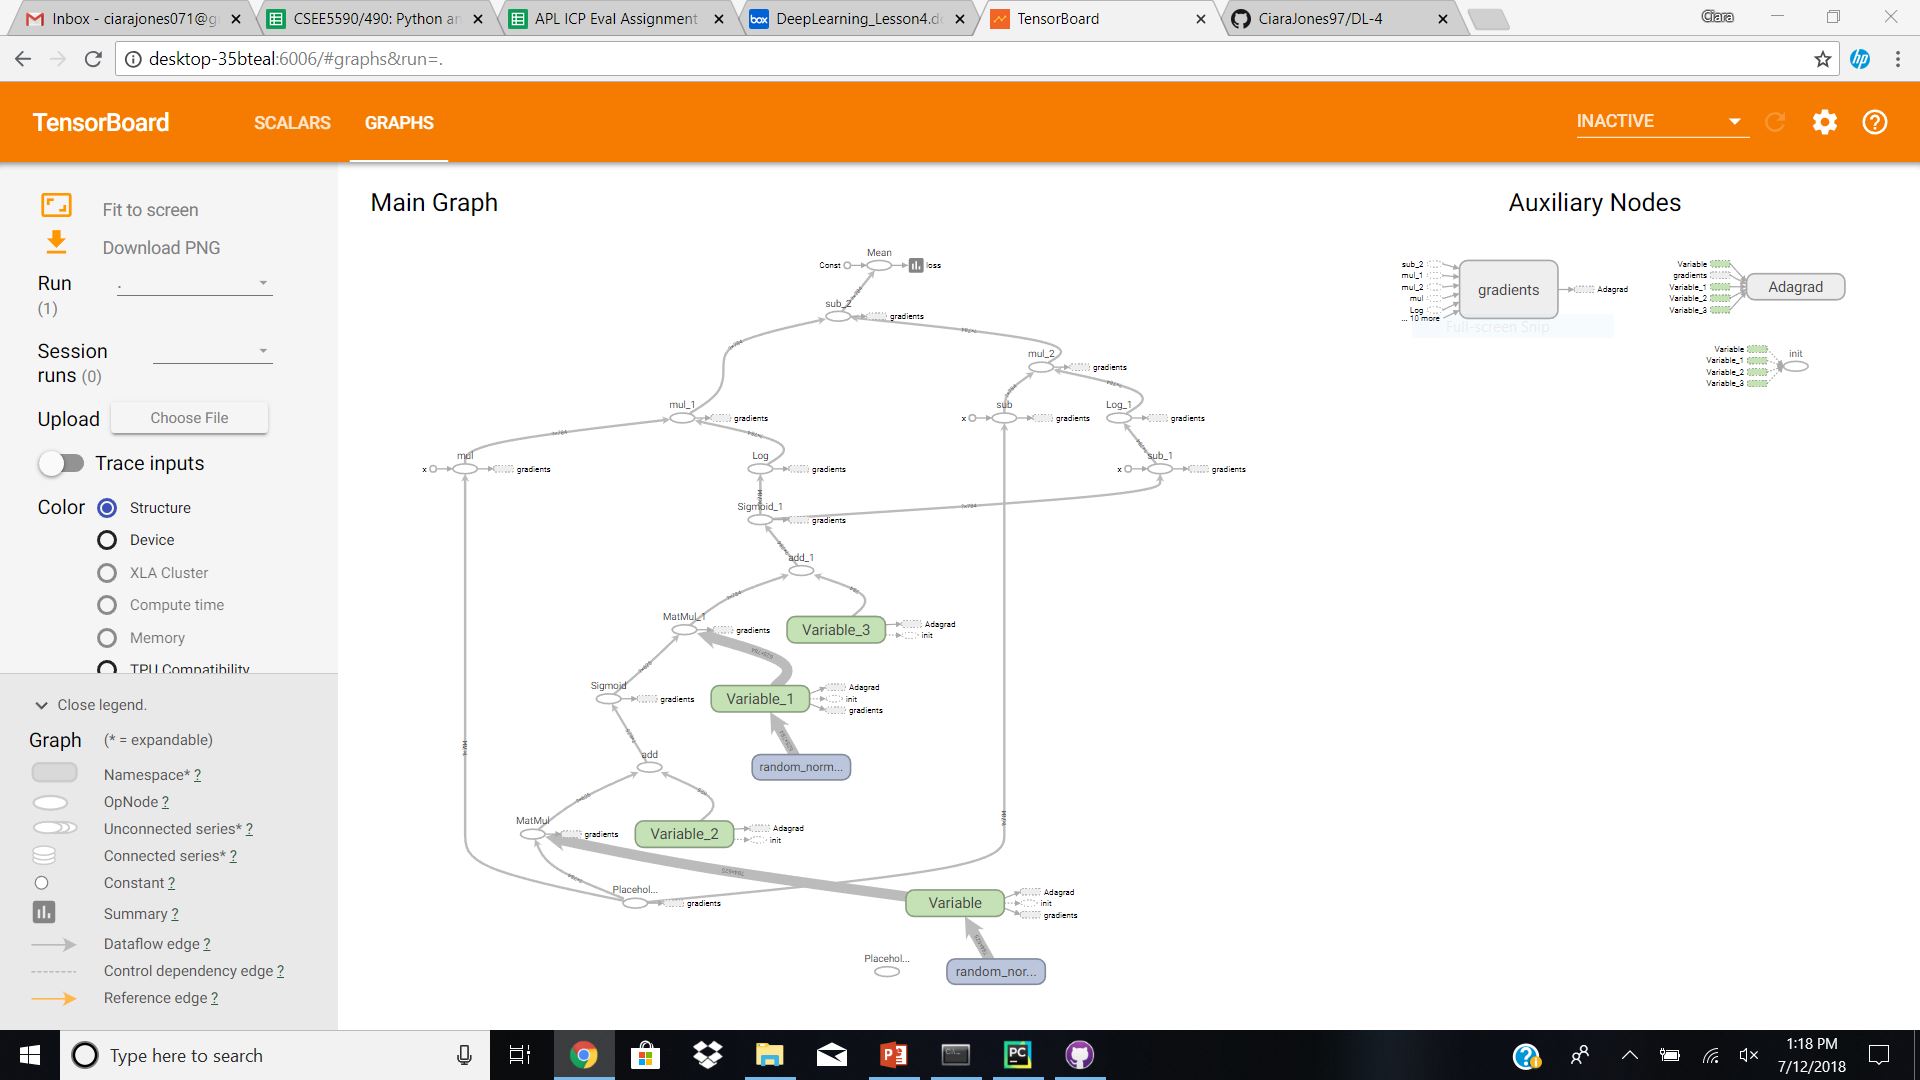 Inbox - ciarajones071@g
CSEE5590/490: Python a
APL ICP Eval Assignment
box DeepLearning_Lesson4.d
TensorBoard
CiaraJones97/DL-4
Ciara
desktop-35bteal:6006/#graphs&run=.
hp
TensorBoard
SCALARS
GRAPHS
INACTIVE
Fit to screen
Download PNG
Run
(1)
.
Session
runs (0)
Upload
Choose File
Trace inputs
Color
Structure
Device
XLA Cluster
Compute time
Memory
TPU Compatibility
Close legend.
Graph
(* = expandable)
Namespace* ?
OpNode ?
Unconnected series* ?
Connected series* ?
Constant ?
Summary ?
Dataflow edge ?
Control dependency edge ?
Reference edge ?
Main Graph
Mean
Const
loss
sub_2
gradients
mul_2
gradients
mul_1
gradients
sub
x
gradients
Log_1
gradients
mul
x
gradients
Log
gradients
sub_1
x
gradients
Sigmoid_1
gradients
add_1
MatMul_1
gradients
Variable_3
Adagrad
init
Sigmoid
gradients
Variable_1
Adagrad
init
gradients
add
random_norm...
MatMul
gradients
Variable_2
Adagrad
init
Placehol...
gradients
Variable
Adagrad
init
gradients
Placehol...
random_nor...
Auxiliary Nodes
sub_2
mul_1
mul_2
mul
Log
... 10 more
gradients
Adagrad
Full-screen Snip
Variable
gradients
Variable_1
Variable_2
Variable_3
Adagrad
Variable
Variable_1
Variable_2
Variable_3
init
Type here to search
PC
1:18 PM
7/12/2018